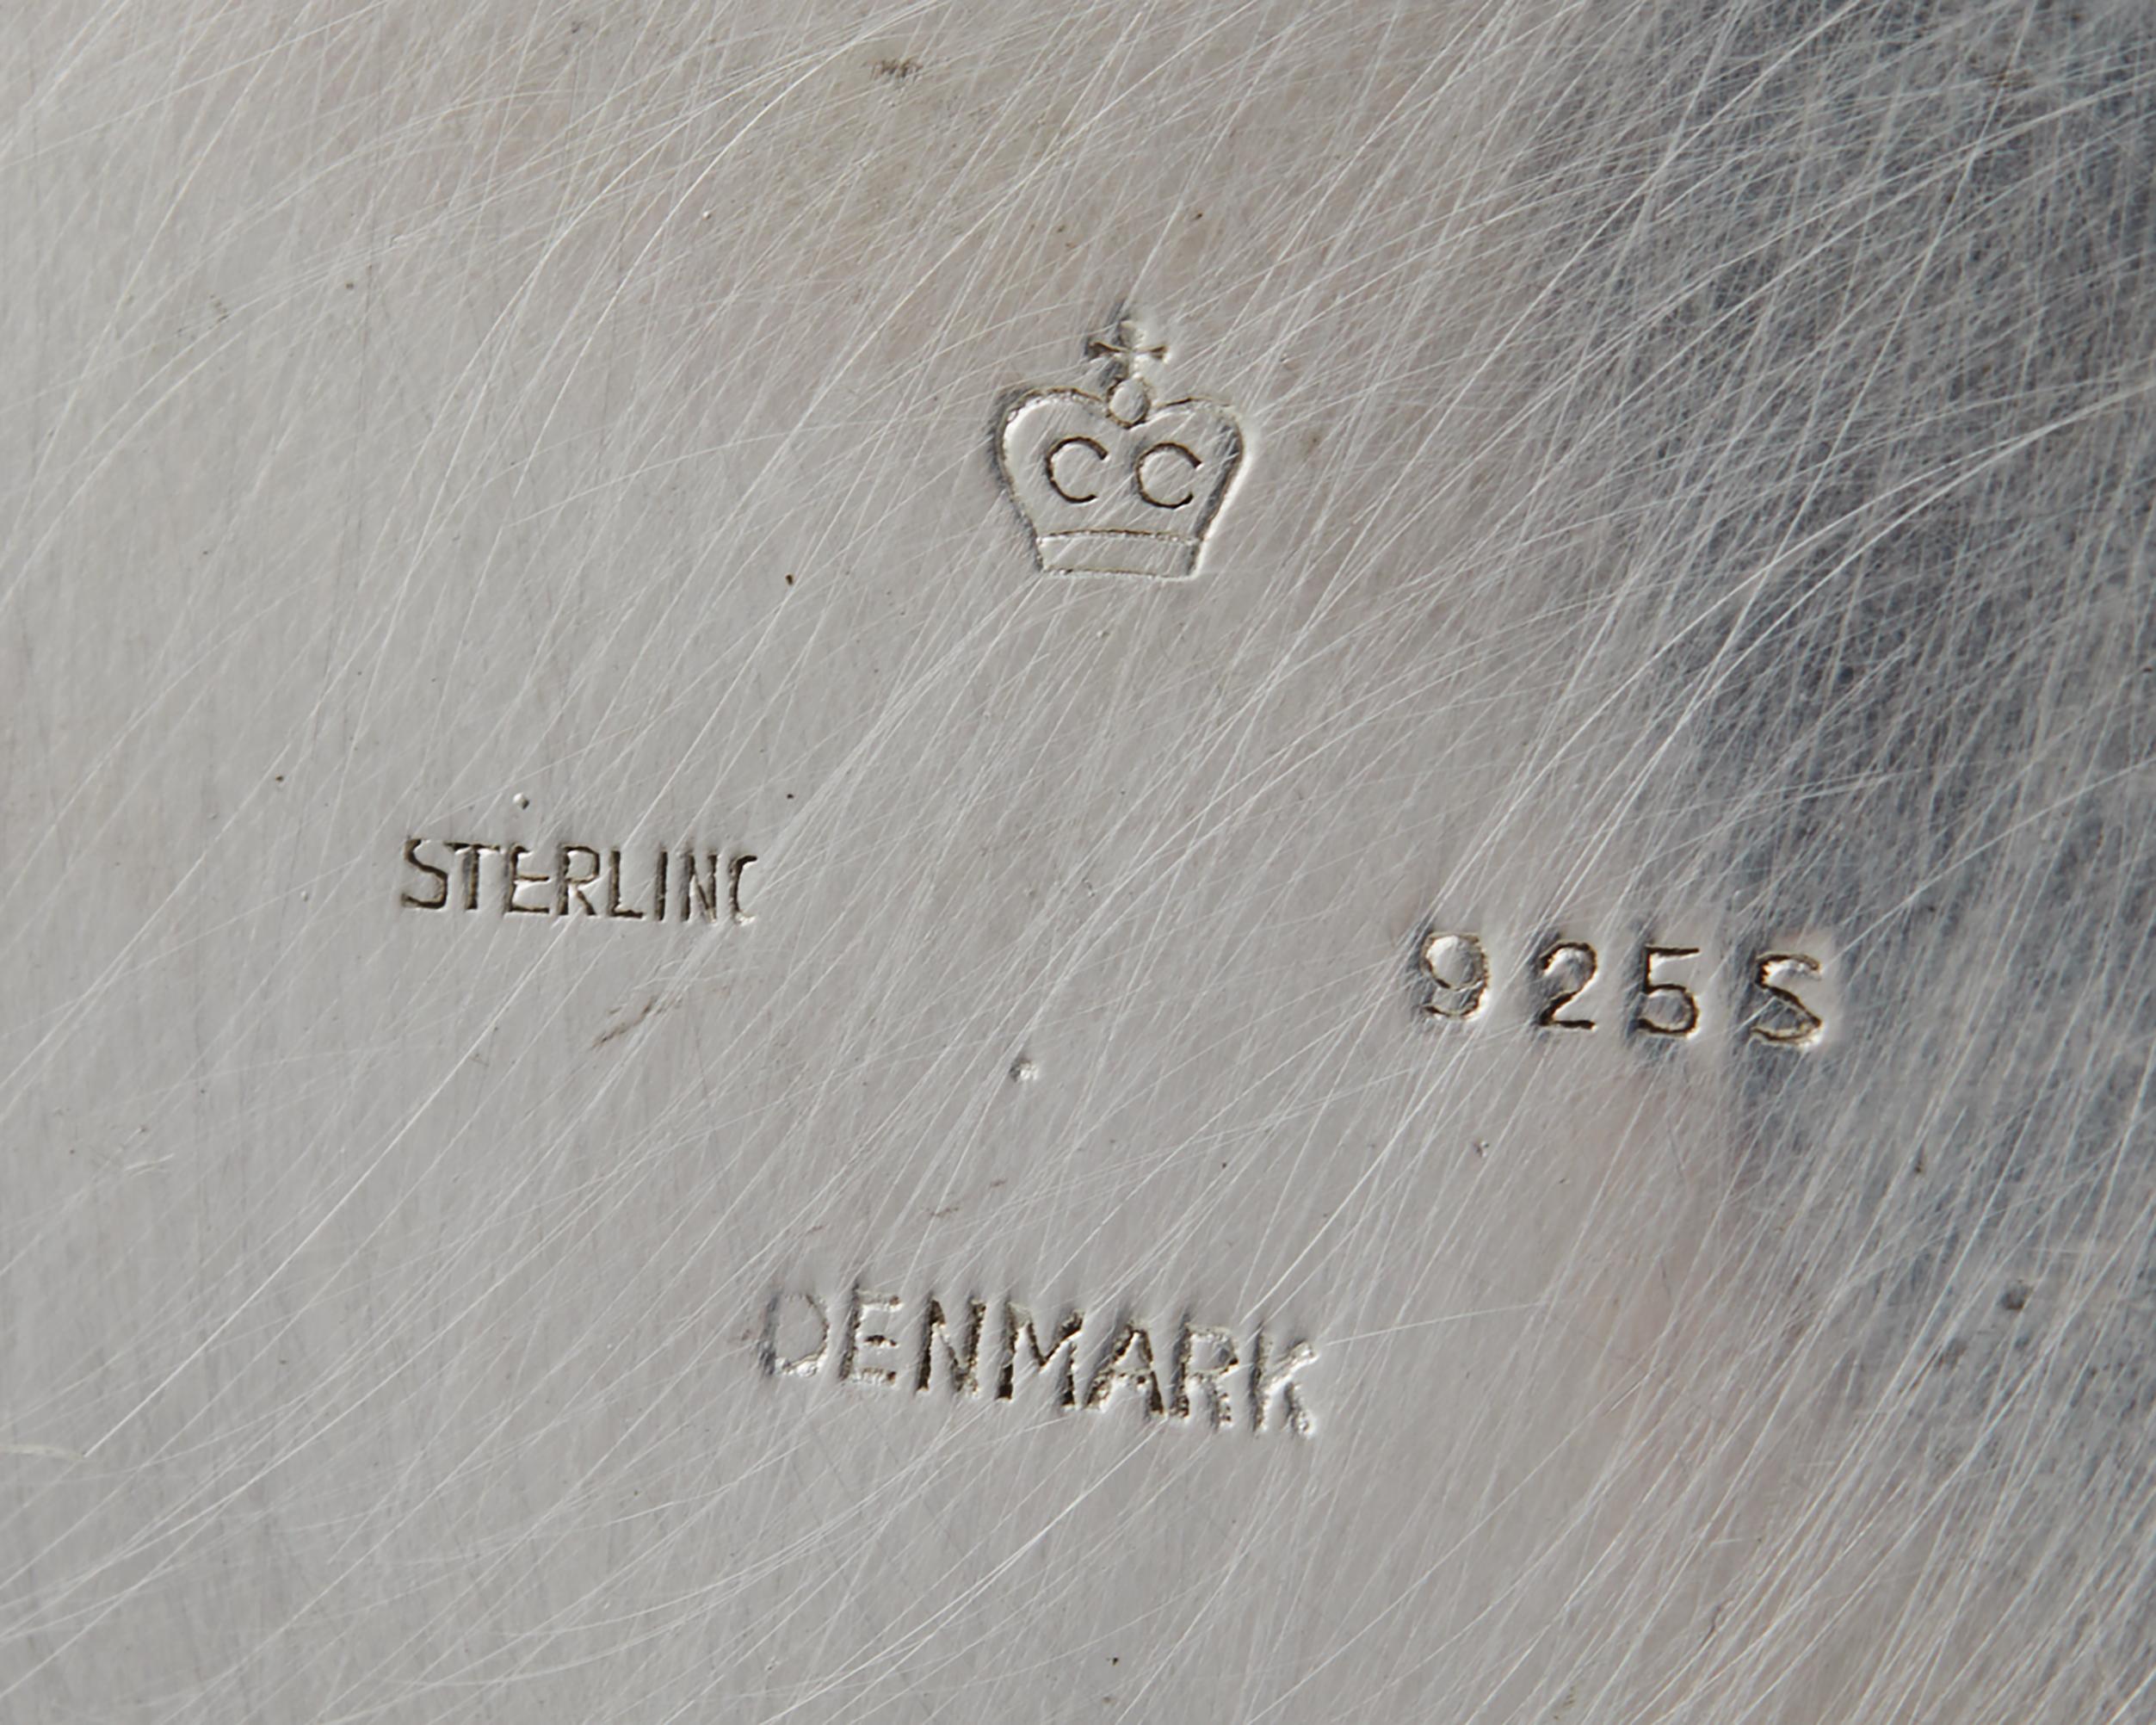 CC
STERLING
925S
DENMARK